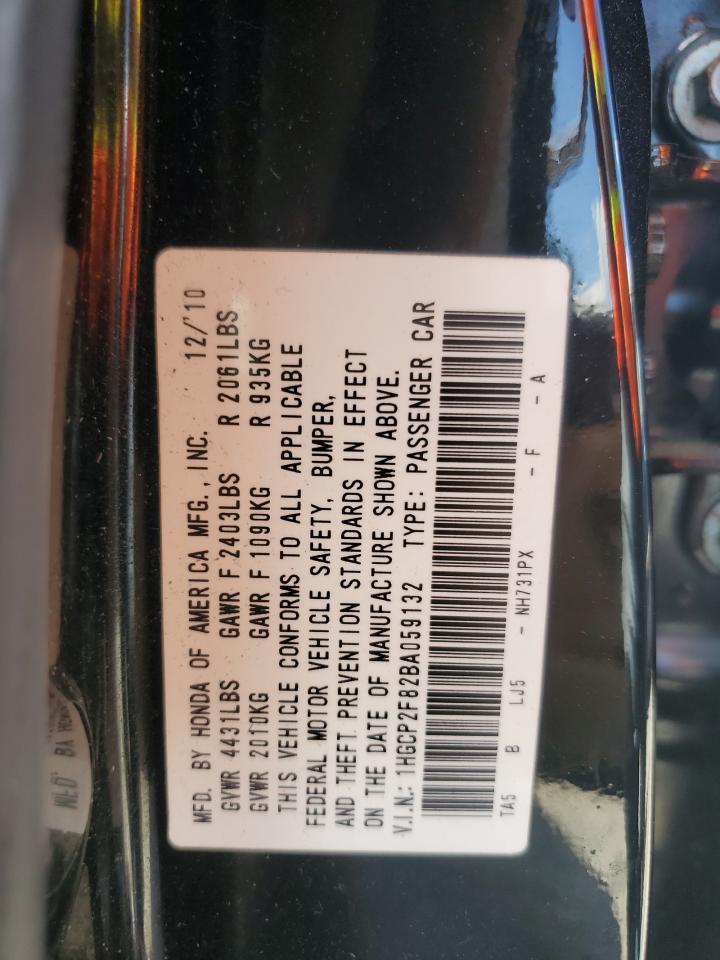 MFD. BY HONDA OF AMERICA MFG., INC. 12/'10
GVWR 4431LBS GAWR F 2403LBS R 2061LBS
GVWR 2010KG GAWR F 1090KG R 935KG
THIS VEHICLE CONFORMS TO ALL APPLICABLE
FEDERAL MOTOR VEHICLE SAFETY, BUMPER,
AND THEFT PREVENTION STANDARDS IN EFFECT
ON THE DATE OF MANUFACTURE SHOWN ABOVE.
V.I.N.: 1HGCP2F82BA059132 TYPE: PASSENGER CAR
TA5 B LJ5 - NH731PX - F - A